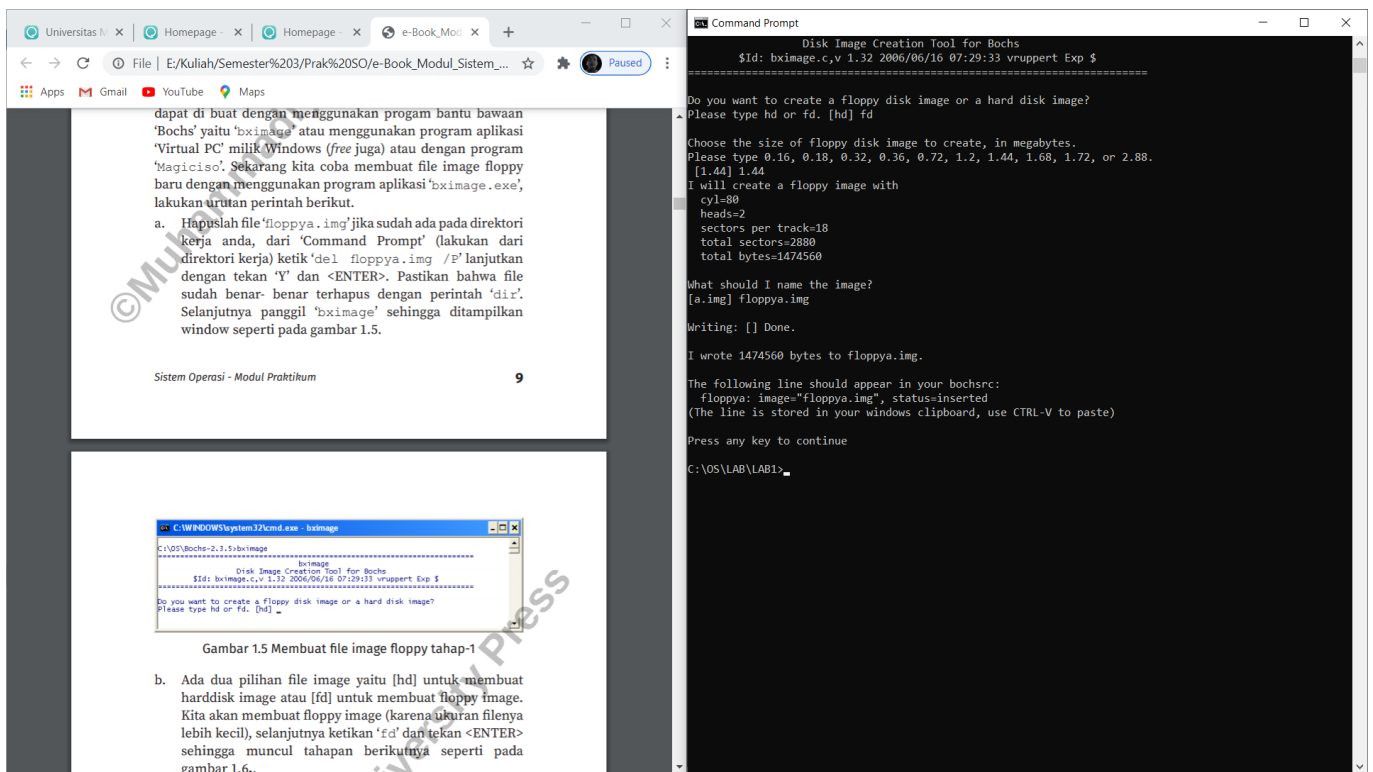 Universitas M
Homepage -
Homepage -
e-Book_Mod
File | E:/Kuliah/Semester%203/Prak%20SO/e-Book_Modul_Sistem_...
Paused
Apps
Gmail
YouTube
Maps
dapat di buat dengan menggunakan progam bantu bawaan
'Bochs' yaitu 'bximage' atau menggunakan program aplikasi
'Virtual PC' milik Windows (free juga) atau dengan program
'Magiciso'. Sekarang kita coba membuat file image floppy
baru dengan menggunakan program aplikasi 'bximage.exe',
lakukan urutan perintah berikut.
a. Hapuslah file 'floppya.img' jika sudah ada pada direktori
kerja anda, dari 'Command Prompt' (lakukan dari
direktori kerja) ketik 'del floppya.img /P' lanjutkan
dengan tekan 'Y' dan <ENTER>. Pastikan bahwa file
sudah benar- benar terhapus dengan perintah 'dir'.
Selanjutnya panggil 'bximage' sehingga ditampilkan
window seperti pada gambar 1.5.
©Muhammadi
Sistem Operasi - Modul Praktikum 9
C:\WINDOWS\system32\cmd.exe - bximage
C:\OS\Bochs-2.3.5>bximage
========================================================================
bximage
Disk Image Creation Tool for Bochs
$Id: bximage.c,v 1.32 2006/06/16 07:29:33 vruppert Exp $
========================================================================
Do you want to create a floppy disk image or a hard disk image?
Please type hd or fd. [hd] _
Gambar 1.5 Membuat file image floppy tahap-1
b. Ada dua pilihan file image yaitu [hd] untuk membuat
harddisk image atau [fd] untuk membuat floppy image.
Kita akan membuat floppy image (karena ukuran filenya
lebih kecil), selanjutnya ketikan 'fd' dan tekan <ENTER>
sehingga muncul tahapan berikutnya seperti pada
gambar 1.6..
iversity Press
Command Prompt
Disk Image Creation Tool for Bochs
$Id: bximage.c,v 1.32 2006/06/16 07:29:33 vruppert Exp $
========================================================================
Do you want to create a floppy disk image or a hard disk image?
Please type hd or fd. [hd] fd
Choose the size of floppy disk image to create, in megabytes.
Please type 0.16, 0.18, 0.32, 0.36, 0.72, 1.2, 1.44, 1.68, 1.72, or 2.88.
[1.44] 1.44
I will create a floppy image with
cyl=80
heads=2
sectors per track=18
total sectors=2880
total bytes=1474560
What should I name the image?
[a.img] floppya.img
Writing: [] Done.
I wrote 1474560 bytes to floppya.img.
The following line should appear in your bochsrc:
floppya: image="floppya.img", status=inserted
(The line is stored in your windows clipboard, use CTRL-V to paste)
Press any key to continue
C:\OS\LAB\LAB1>_